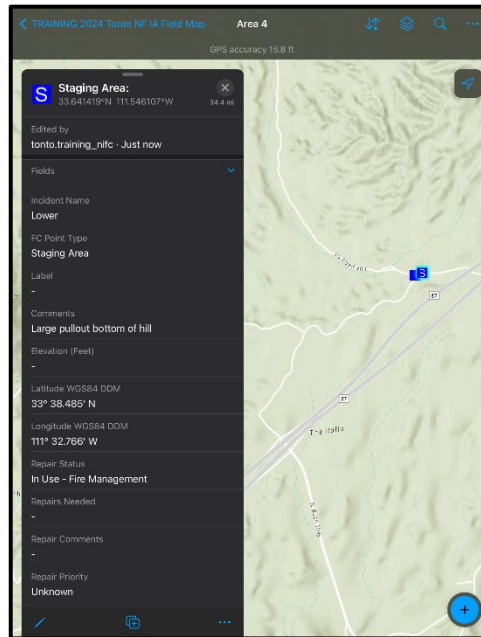 TRAINING 2024 Tonto NF IA Field Map
Area 4
GPS accuracy 15.8 ft
S
Staging Area:
33.641419°N 111.546107°W
34.4 mi
Edited by
tonto.training_nifc · Just now
Fields
Incident Name
Lower
FC Point Type
Staging Area
Label
-
Comments
Large pullout bottom of hill
Elevation (Feet)
-
Latitude WGS84 DDM
33° 38.485' N
Longitude WGS84 DDM
111° 32.766' W
Repair Status
In Use - Fire Management
Repairs Needed
-
Repair Comments
-
Repair Priority
Unknown
S
87
87
The Rolls